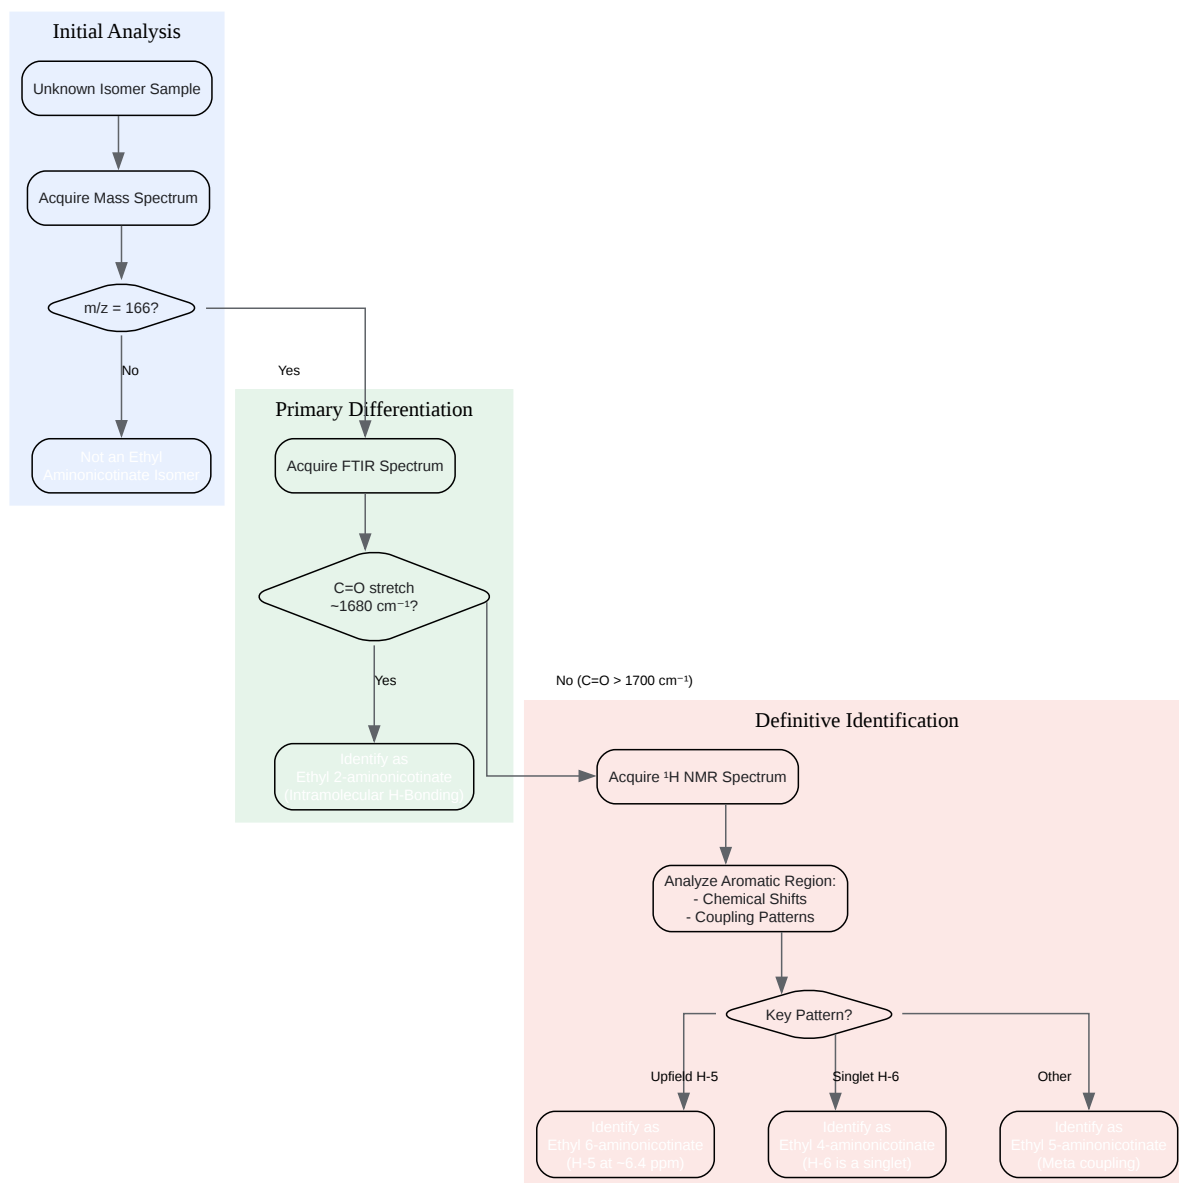 Initial Analysis
Unknown Isomer Sample
Acquire Mass Spectrum
m/z = 166?
No
Yes
Not an Ethyl
Aminonicotinate Isomer
Primary Differentiation
Acquire FTIR Spectrum
C=O stretch
~1680 cm⁻¹?
Yes
No (C=O > 1700 cm⁻¹)
Identify as
Ethyl 2-aminonicotinate
(Intramolecular H-Bonding)
Definitive Identification
Acquire ¹H NMR Spectrum
Analyze Aromatic Region:
- Chemical Shifts
- Coupling Patterns
Key Pattern?
Upfield H-5
Singlet H-6
Other
Identify as
Ethyl 6-aminonicotinate
(H-5 at ~6.4 ppm)
Identify as
Ethyl 4-aminonicotinate
(H-6 is a singlet)
Identify as
Ethyl 5-aminonicotinate
(Meta coupling)